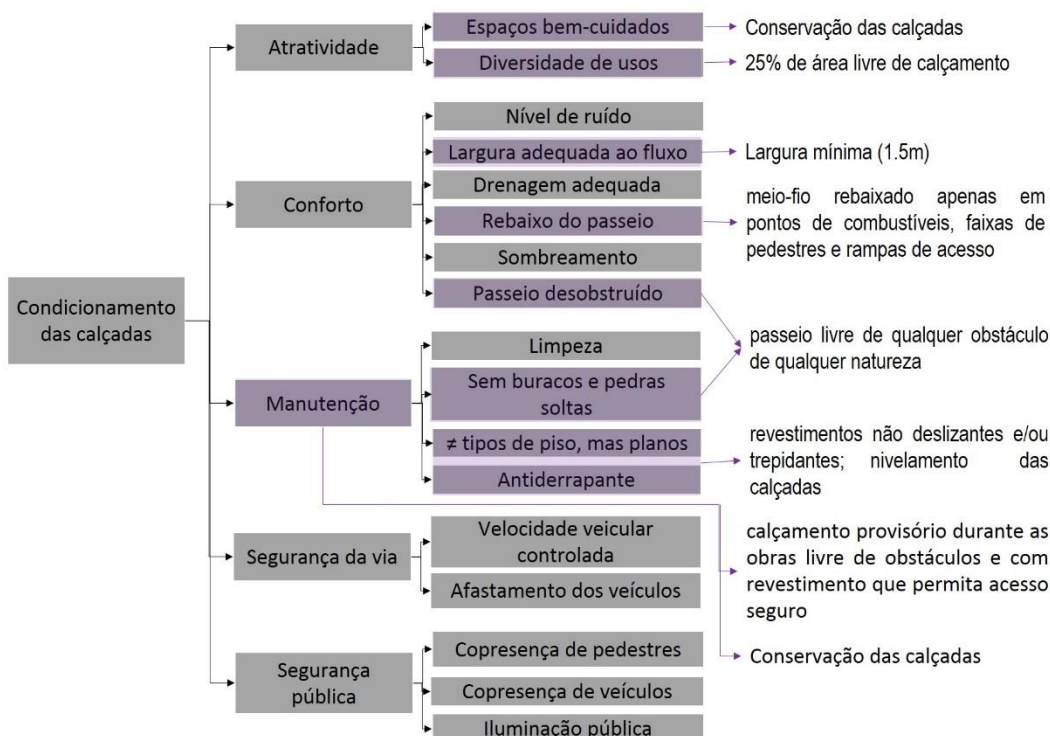 Condicionamento
das calçadas
Atratividade
Espaços bem-cuidados
Conservação das calçadas
Diversidade de usos
25% de área livre de calçamento
Conforto
Nível de ruído
Largura adequada ao fluxo
Largura mínima (1.5m)
Drenagem adequada
Rebaixo do passeio
meio-fio rebaixado apenas em
pontos de combustíveis, faixas de
pedestres e rampas de acesso
Sombreamento
Passeio desobstruído
passeio livre de qualquer obstáculo
de qualquer natureza
Manutenção
Limpeza
Sem buracos e pedras
soltas
≠ tipos de piso, mas planos
Antiderrapante
revestimentos não deslizantes e/ou
trepidantes; nivelamento das
calçadas
calçamento provisório durante as
obras livre de obstáculos e com
revestimento que permita acesso
seguro
Conservação das calçadas
Segurança da via
Velocidade veicular
controlada
Afastamento dos veículos
Segurança
pública
Copresença de pedestres
Copresença de veículos
Iluminação pública